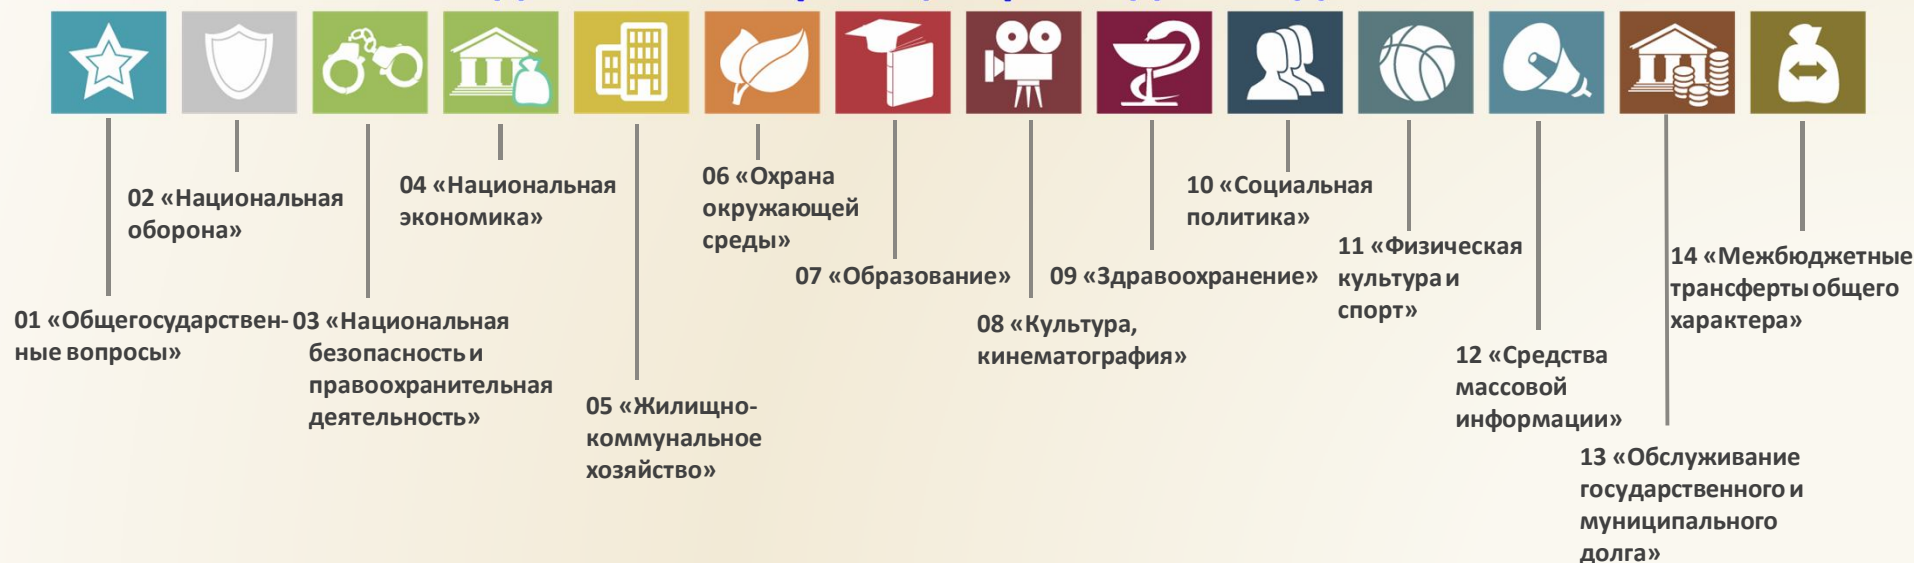 01 «Общегосударствен-
ные вопросы»
02 «Национальная
оборона»
03 «Национальная
безопасность и
правоохранительная
деятельность»
04 «Национальная
экономика»
05 «Жилищно-
коммунальное
хозяйство»
06 «Охрана
окружающей
среды»
07 «Образование»
08 «Культура,
кинематография»
09 «Здравоохранение»
10 «Социальная
политика»
11 «Физическая
культура и
спорт»
12 «Средства
массовой
информации»
13 «Обслуживание
государственного и
муниципального
долга»
14 «Межбюджетные
трансферты общего
характера»